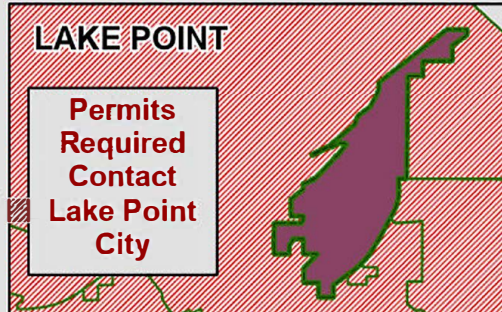 LAKE POINT
Permits
Required
Contact
Lake Point
City